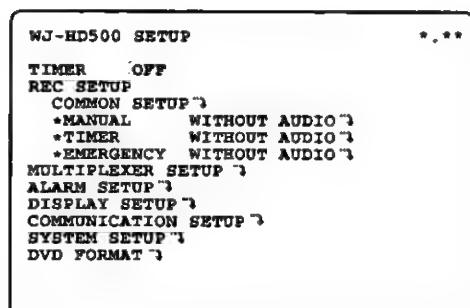 WJ-HD500 SETUP *.**
TIMER OFF
REC SETUP
COMMON SETUP⤵
*MANUAL WITHOUT AUDIO⤵
*TIMER WITHOUT AUDIO⤵
*EMERGENCY WITHOUT AUDIO⤵
MULTIPLEXER SETUP⤵
ALARM SETUP⤵
DISPLAY SETUP⤵
COMMUNICATION SETUP⤵
SYSTEM SETUP⤵
DVD FORMAT⤵